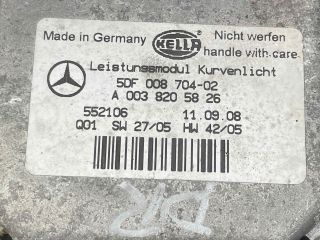 Made in Germany HELLA Nicht werfen
handle with care
Leistungsmodul Kurvenlicht
5DF 008 704-02
A 003 820 58 26
552106 11.09.08
Q01 SW 27/05 HW 42/05
DR